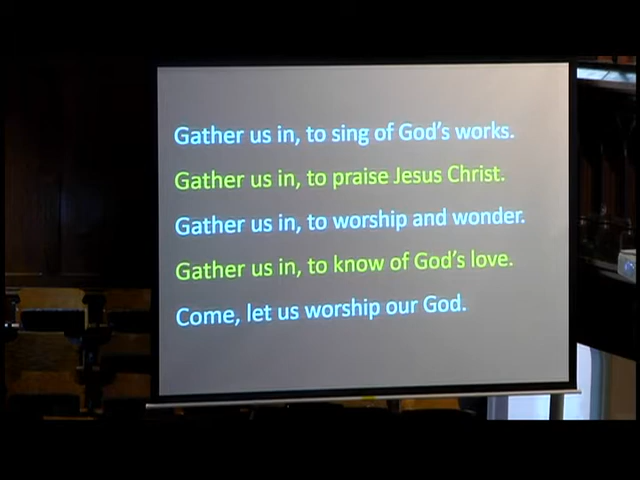 Gather us in, to sing of God's works.
Gather us in, to praise Jesus Christ.
Gather us in, to worship and wonder.
Gather us in, to know of God's love.
Come, let us worship our God.